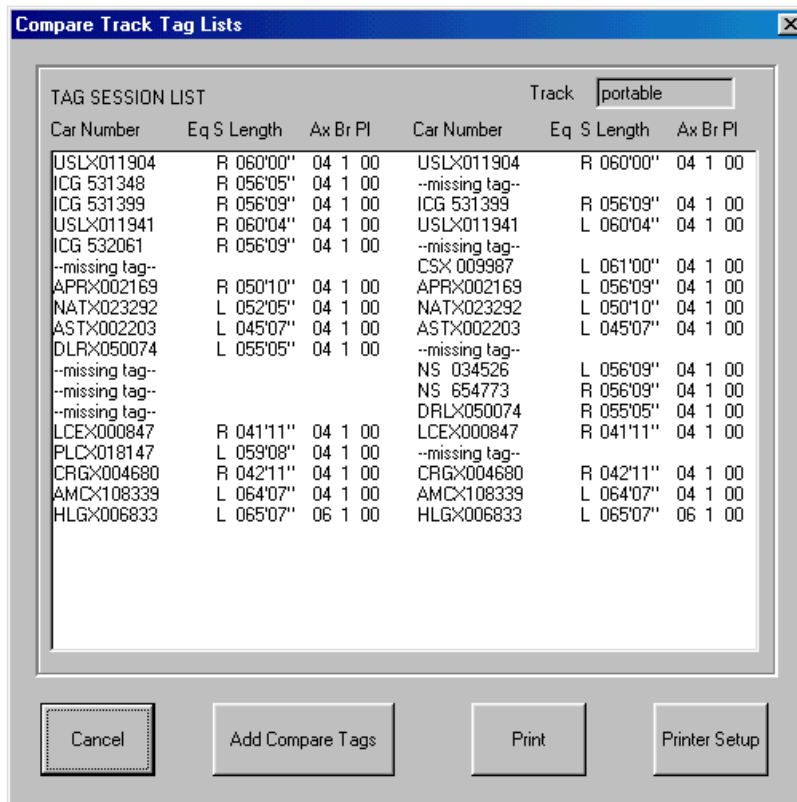 Compare Track Tag Lists
TAG SESSION LIST Track portable
Car Number Eq S Length Ax Br Pl Car Number Eq S Length Ax Br Pl
USLX011904 R 060'00'' 04 1 00 USLX011904 R 060'00'' 04 1 00
ICG 531348 R 056'05'' 04 1 00 --missing tag--
ICG 531399 R 056'09'' 04 1 00 ICG 531399 R 056'09'' 04 1 00
USLX011941 R 060'04'' 04 1 00 USLX011941 L 060'04'' 04 1 00
ICG 532061 R 056'09'' 04 1 00 --missing tag--
--missing tag-- CSX 009987 L 061'00'' 04 1 00
APRX002169 R 050'10'' 04 1 00 APRX002169 L 056'09'' 04 1 00
NATX023292 L 052'05'' 04 1 00 NATX023292 L 050'10'' 04 1 00
ASTX002203 L 045'07'' 04 1 00 ASTX002203 L 045'07'' 04 1 00
DLRX050074 L 055'05'' 04 1 00 --missing tag--
--missing tag-- NS 034526 L 056'09'' 04 1 00
--missing tag-- NS 654773 R 056'09'' 04 1 00
--missing tag-- DRLX050074 R 055'05'' 04 1 00
LCEX000847 R 041'11'' 04 1 00 LCEX000847 R 041'11'' 04 1 00
PLCX018147 L 059'08'' 04 1 00 --missing tag--
CRGX004680 R 042'11'' 04 1 00 CRGX004680 R 042'11'' 04 1 00
AMCX108339 L 064'07'' 04 1 00 AMCX108339 L 064'07'' 04 1 00
HLGX006833 L 065'07'' 06 1 00 HLGX006833 L 065'07'' 06 1 00
Cancel Add Compare Tags Print Printer Setup